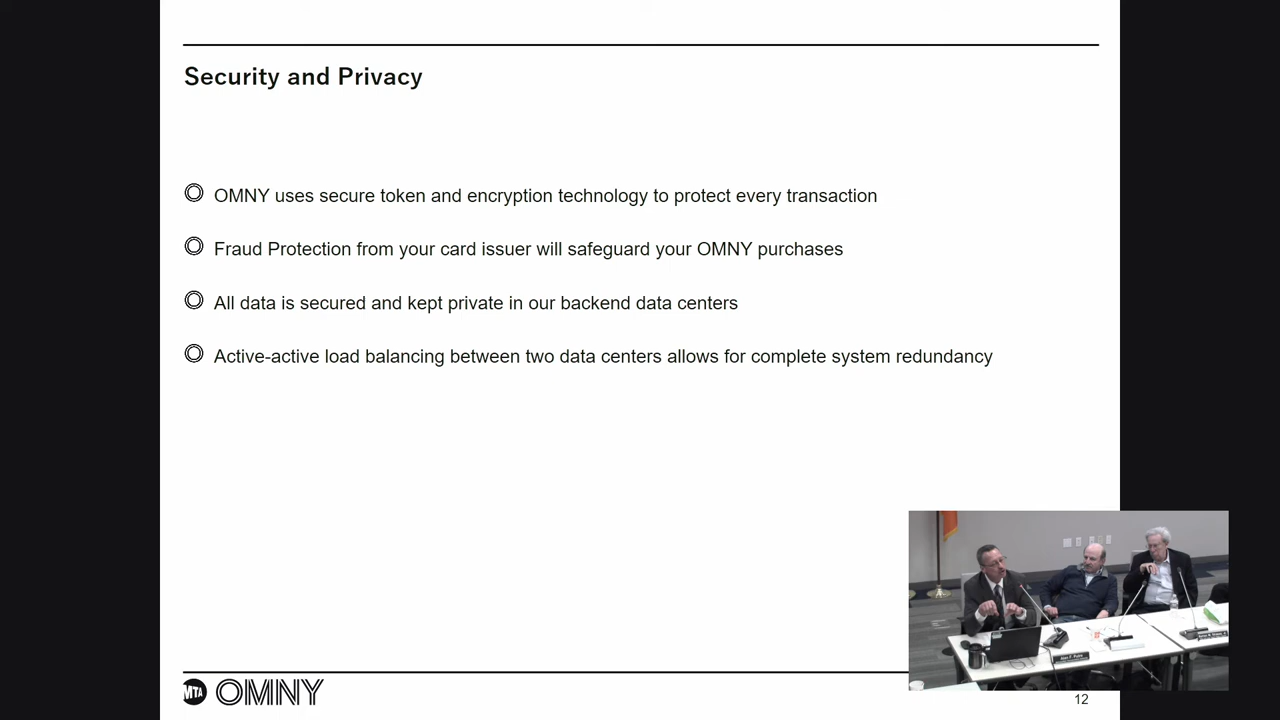 Security and Privacy
OMNY uses secure token and encryption technology to protect every transaction
Fraud Protection from your card issuer will safeguard your OMNY purchases
All data is secured and kept private in our backend data centers
Active-active load balancing between two data centers allows for complete system redundancy
MTA OMNY
12